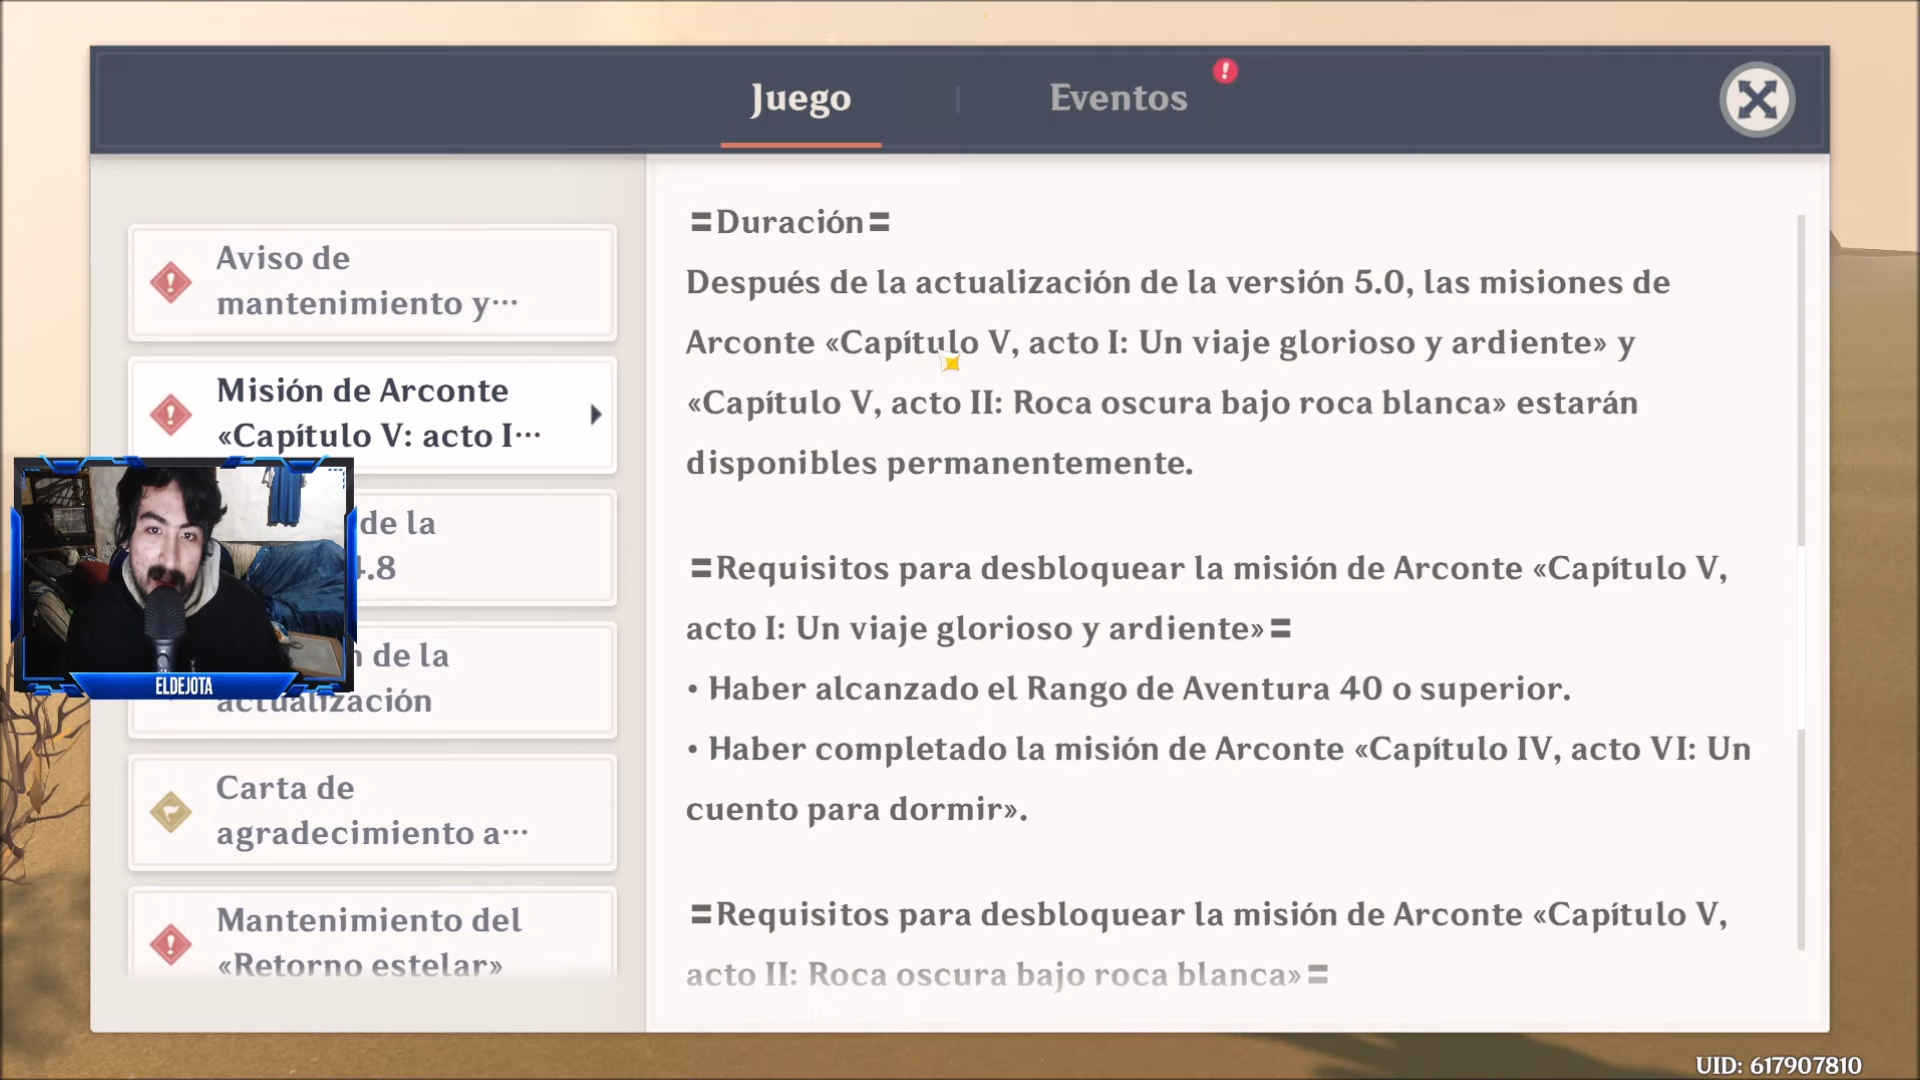 Juego
Eventos
Aviso de
mantenimiento y…
Misión de Arconte
«Capítulo V: acto I…
de la
4.8
de la
actualización
Carta de
agradecimiento a…
Mantenimiento del
«Retorno estelar»
ELDEJOTA
〓Duración〓
Después de la actualización de la versión 5.0, las misiones de
Arconte «Capítulo V, acto I: Un viaje glorioso y ardiente» y
«Capítulo V, acto II: Roca oscura bajo roca blanca» estarán
disponibles permanentemente.
〓Requisitos para desbloquear la misión de Arconte «Capítulo V,
acto I: Un viaje glorioso y ardiente»〓
• Haber alcanzado el Rango de Aventura 40 o superior.
• Haber completado la misión de Arconte «Capítulo IV, acto VI: Un
cuento para dormir».
〓Requisitos para desbloquear la misión de Arconte «Capítulo V,
acto II: Roca oscura bajo roca blanca»〓
UID: 617907810